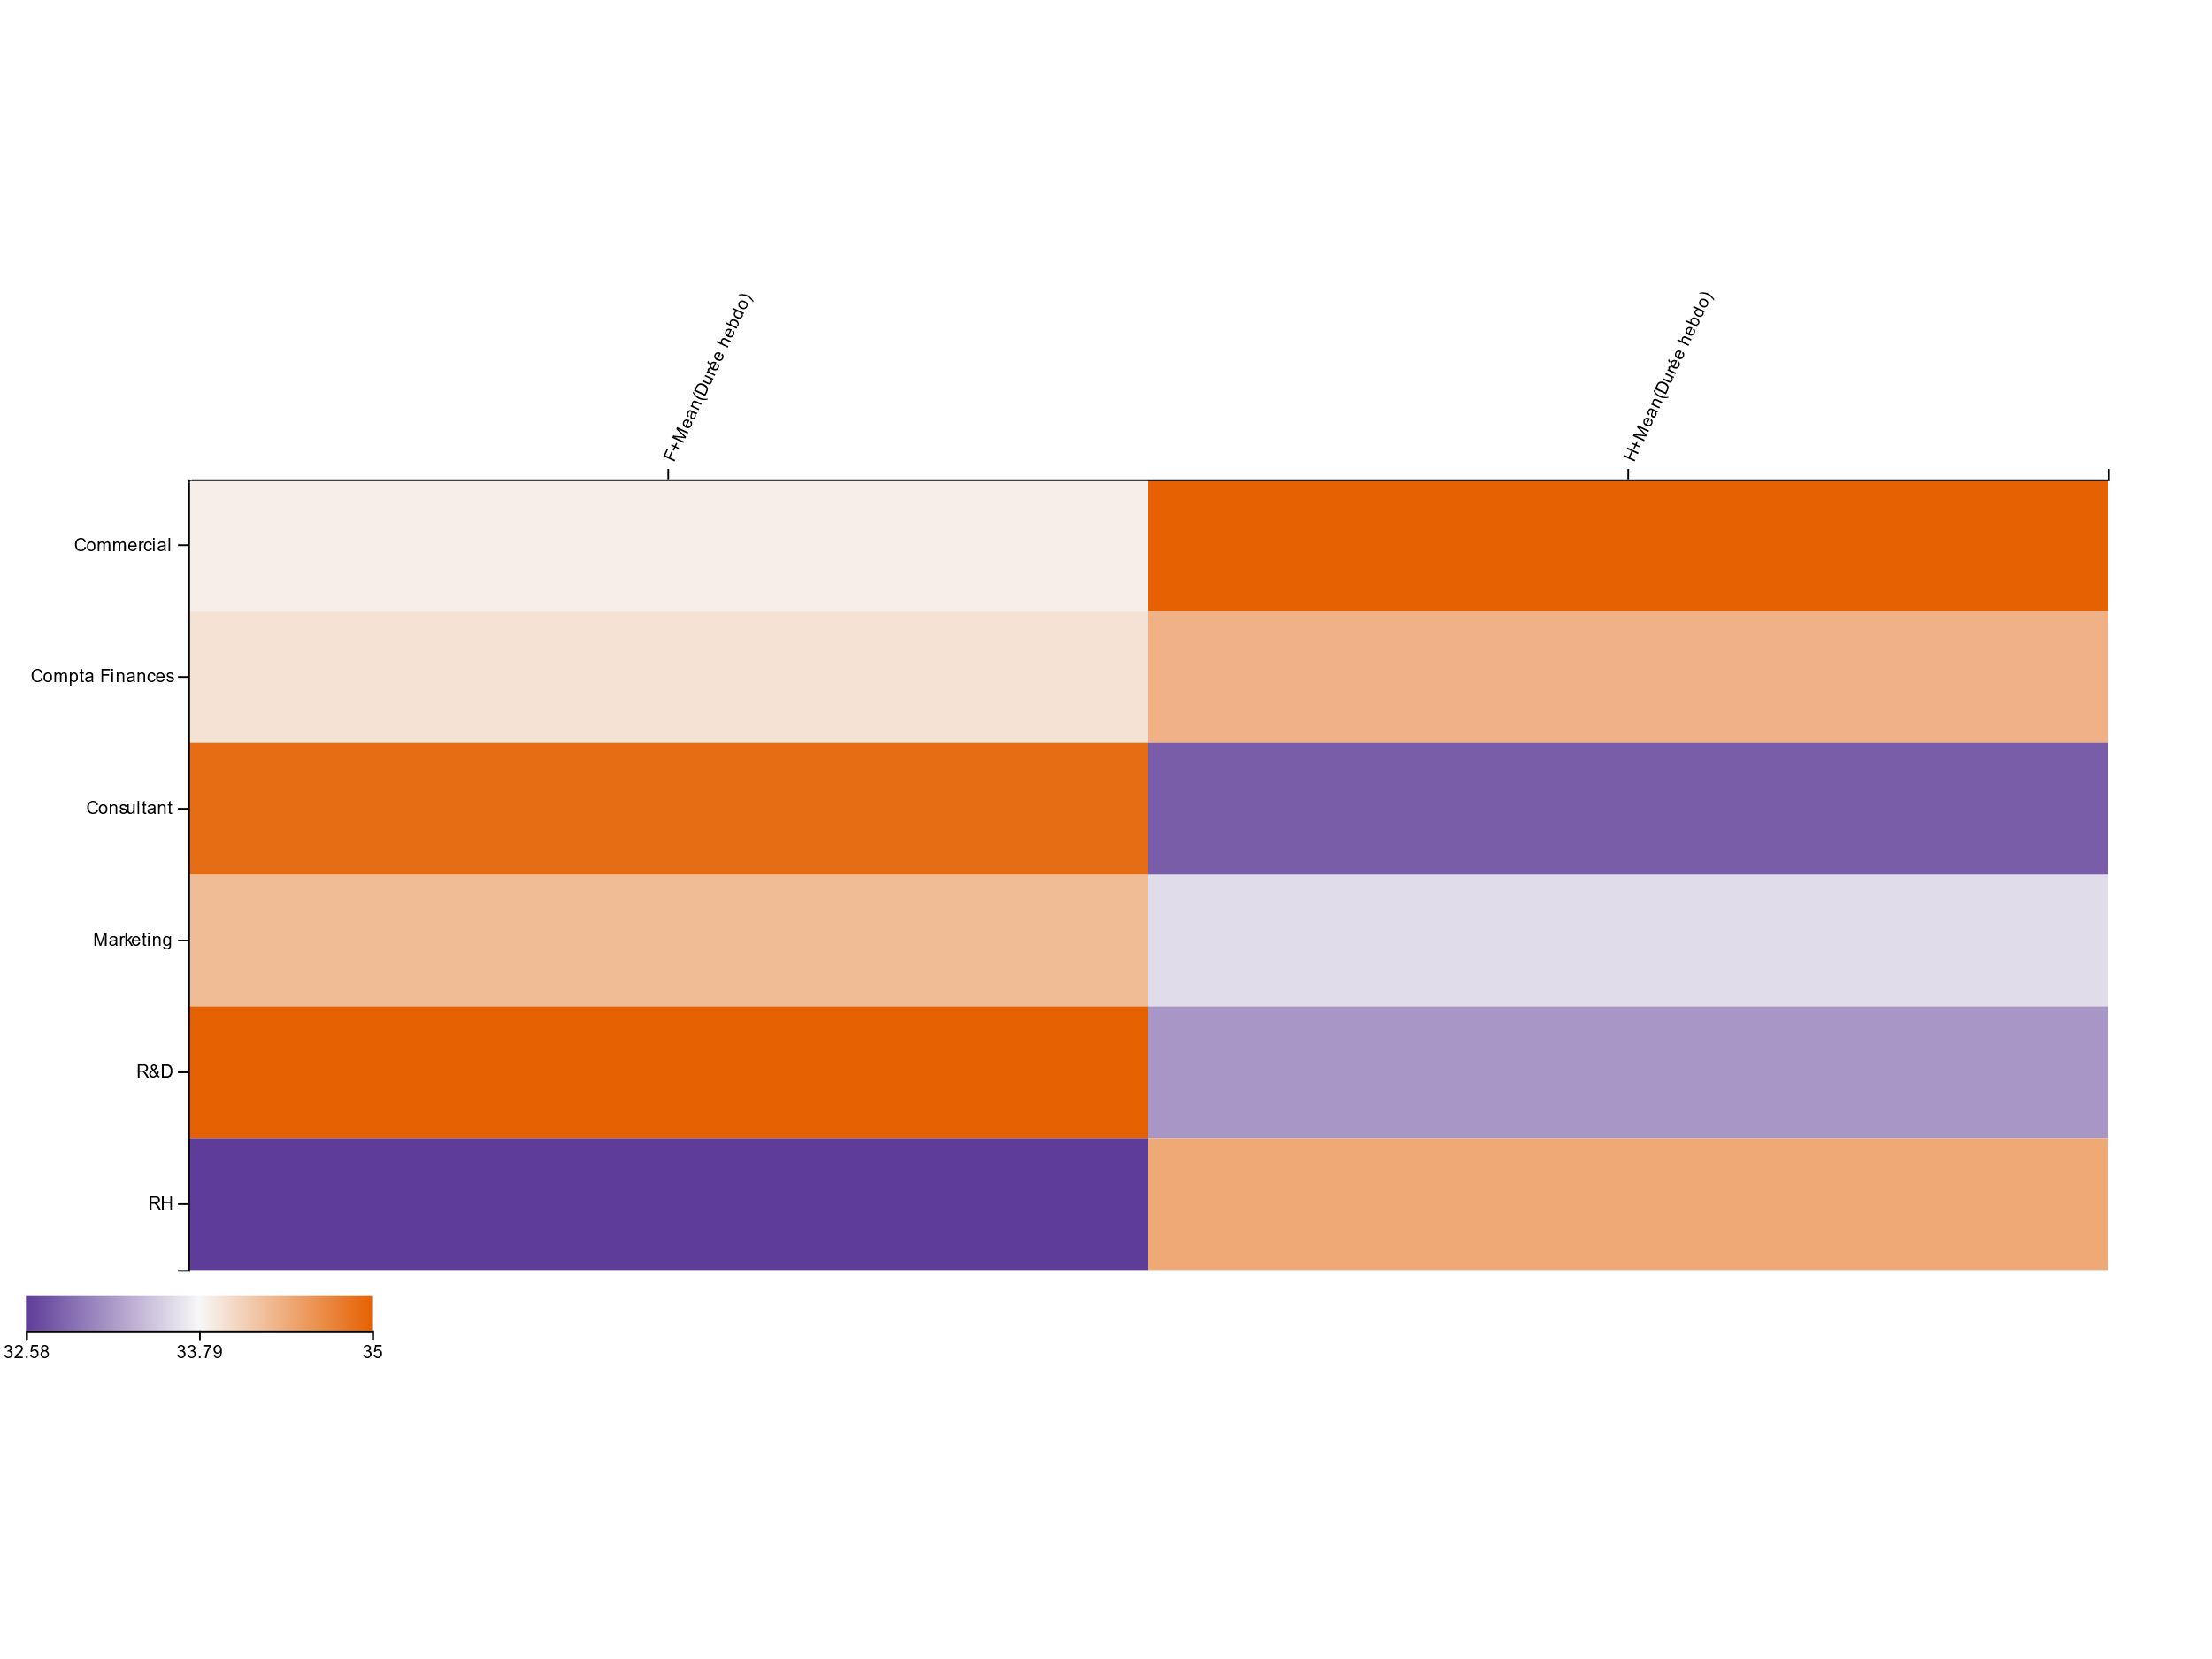 F+Mean(Durée hebdo)
H+Mean(Durée hebdo)
Commercial
Compta Finances
Consultant
Marketing
R&D
RH
32.58 33.79 35